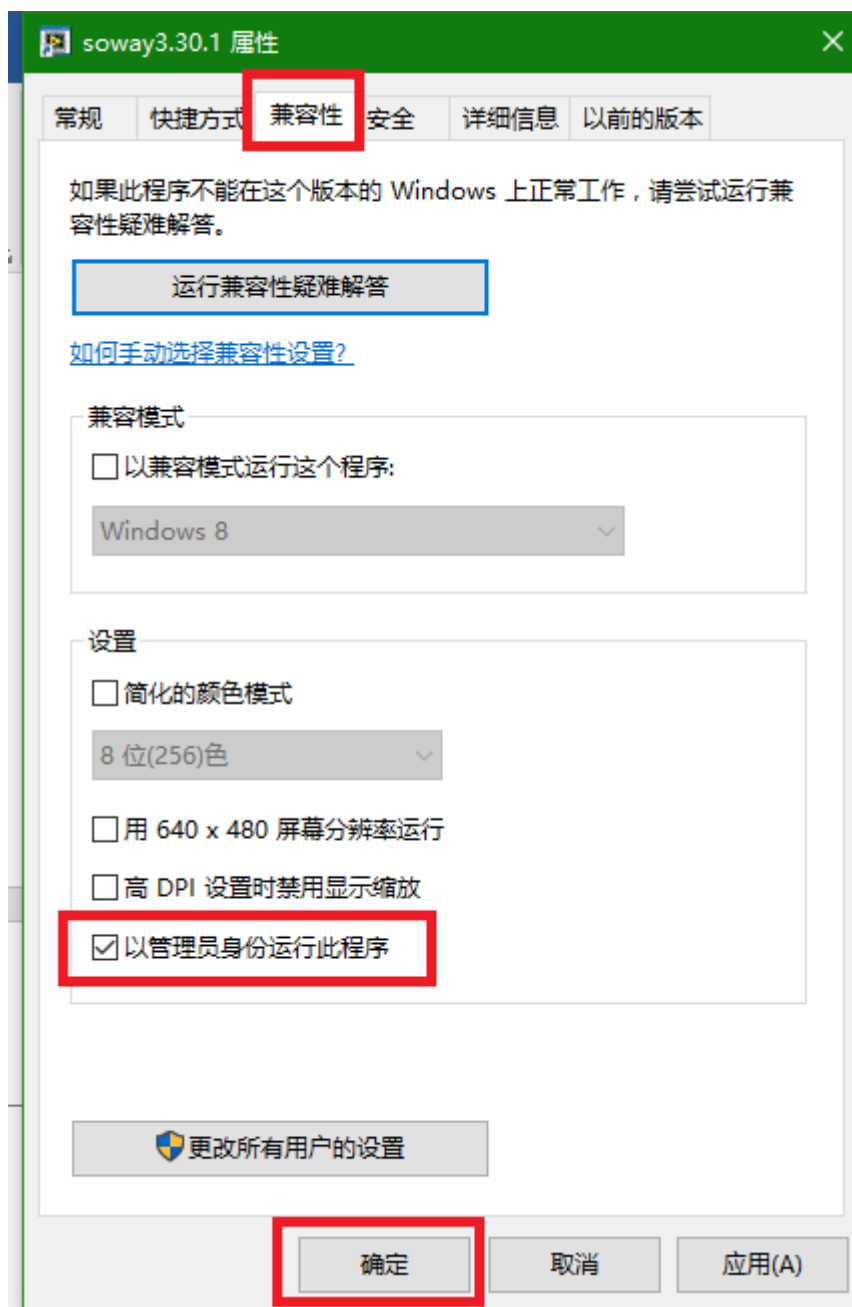 soway3.30.1 属性
常规 快捷方式 兼容性 安全 详细信息 以前的版本
如果此程序不能在这个版本的 Windows 上正常工作，请尝试运行兼
容性疑难解答。
运行兼容性疑难解答
如何手动选择兼容性设置?
兼容模式
以兼容模式运行这个程序:
Windows 8
设置
简化的颜色模式
8 位(256)色
用 640 x 480 屏幕分辨率运行
高 DPI 设置时禁用显示缩放
以管理员身份运行此程序
更改所有用户的设置
确定 取消 应用(A)